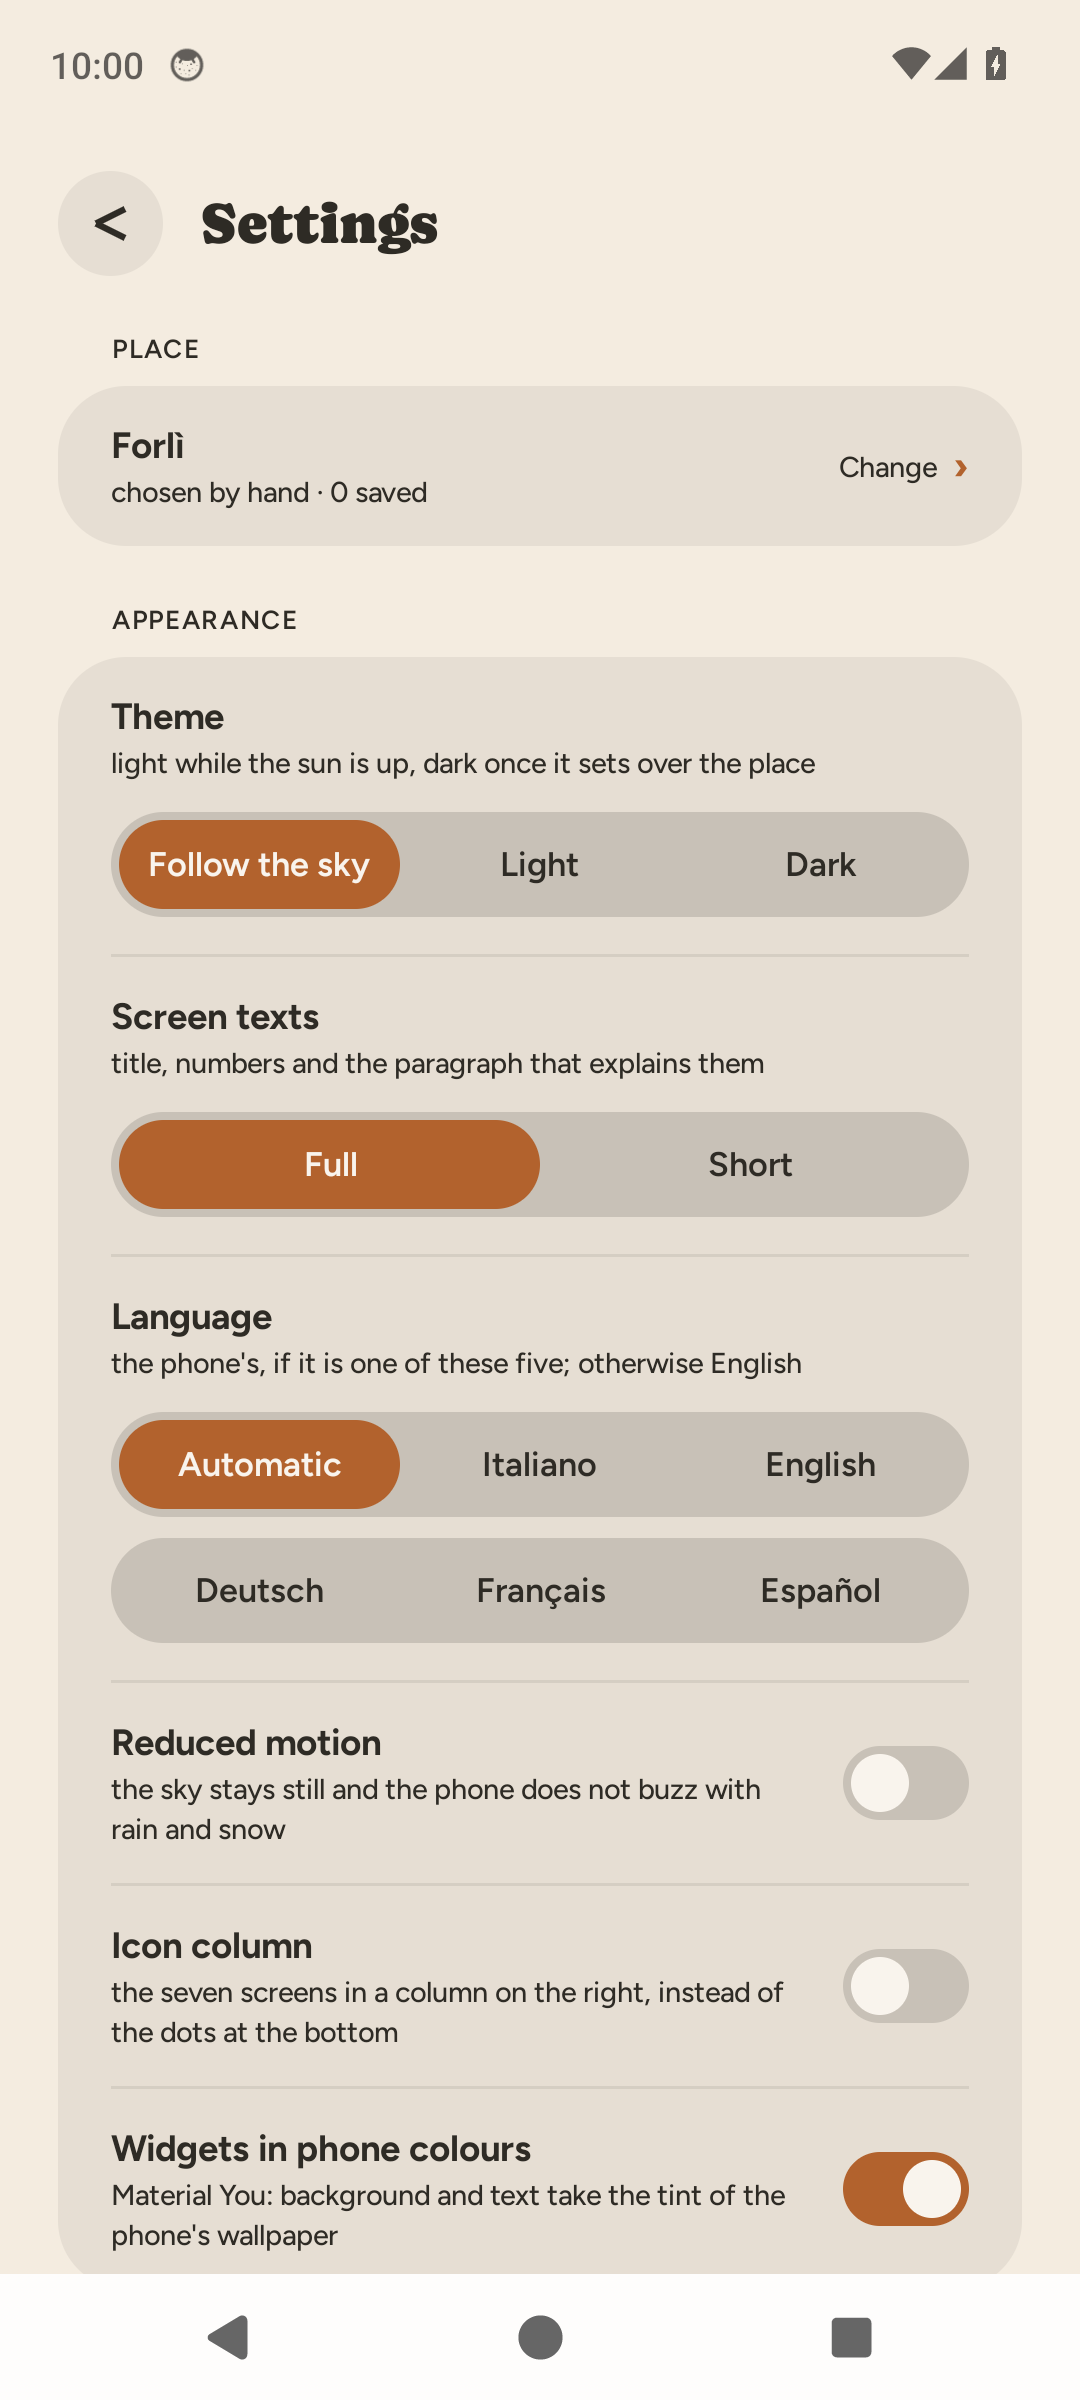 10:00
<
Settings
PLACE
Forlì
chosen by hand · 0 saved
Change ›
APPEARANCE
Theme
light while the sun is up, dark once it sets over the place
Follow the sky
Light
Dark
Screen texts
title, numbers and the paragraph that explains them
Full
Short
Language
the phone's, if it is one of these five; otherwise English
Automatic
Italiano
English
Deutsch
Français
Español
Reduced motion
the sky stays still and the phone does not buzz with
rain and snow
Icon column
the seven screens in a column on the right, instead of
the dots at the bottom
Widgets in phone colours
Material You: background and text take the tint of the
phone's wallpaper